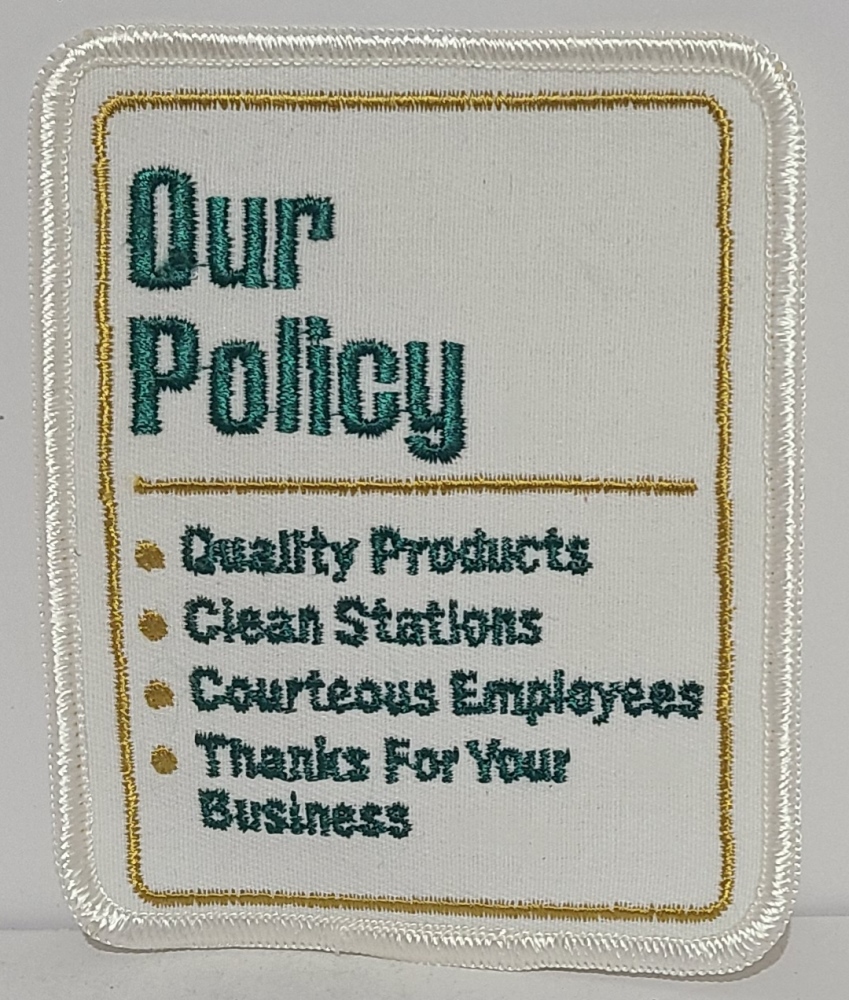 Our
Policy
• Quality Products
• Clean Stations
• Courteous Employees
• Thanks For Your
Business